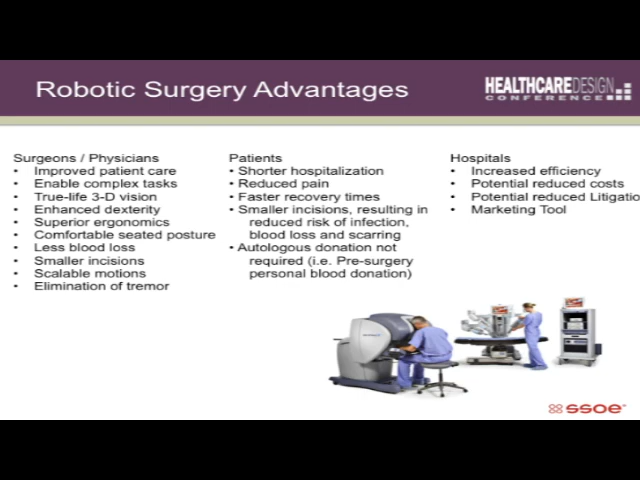 Robotic Surgery Advantages
HEALTHCAREDESIGN
CONFERENCE
Surgeons / Physicians
• Improved patient care
• Enable complex tasks
• True-life 3-D vision
• Enhanced dexterity
• Superior ergonomics
• Comfortable seated posture
• Less blood loss
• Smaller incisions
• Scalable motions
• Elimination of tremor
Patients
• Shorter hospitalization
• Reduced pain
• Faster recovery times
• Smaller incisions, resulting in
reduced risk of infection,
blood loss and scarring
• Autologous donation not
required (i.e. Pre-surgery
personal blood donation)
Hospitals
• Increased efficiency
• Potential reduced costs
• Potential reduced Litigatio
• Marketing Tool
ssoe